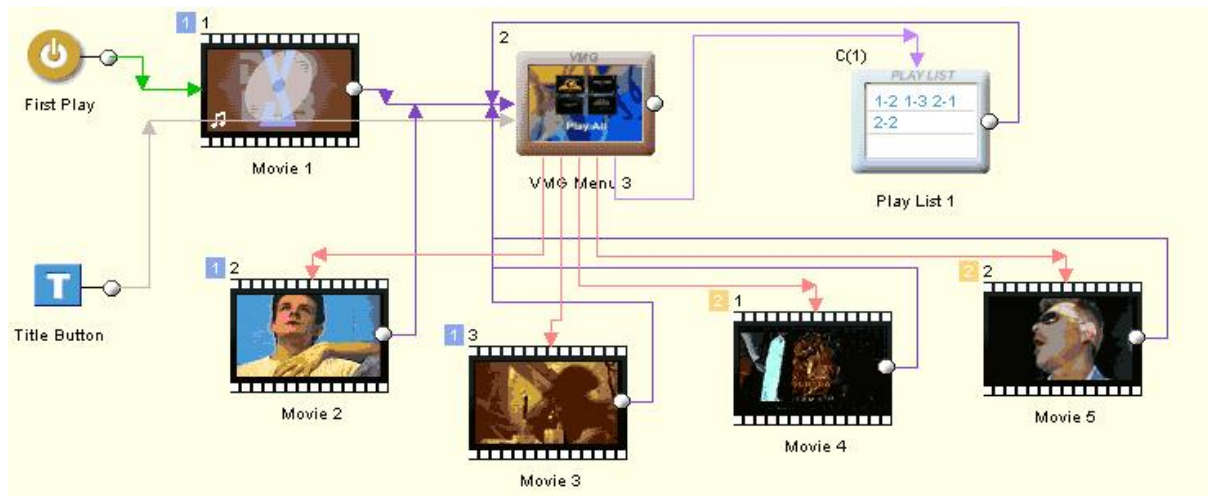 1 1
First Play
Movie 1
2
VMG
Play All
VMG Menu 3
C(1)
PLAY LIST
1-2 1-3 2-1
2-2
Play List 1
T
Title Button
1 2
Movie 2
1 3
Movie 3
2 1
Movie 4
2 2
Movie 5